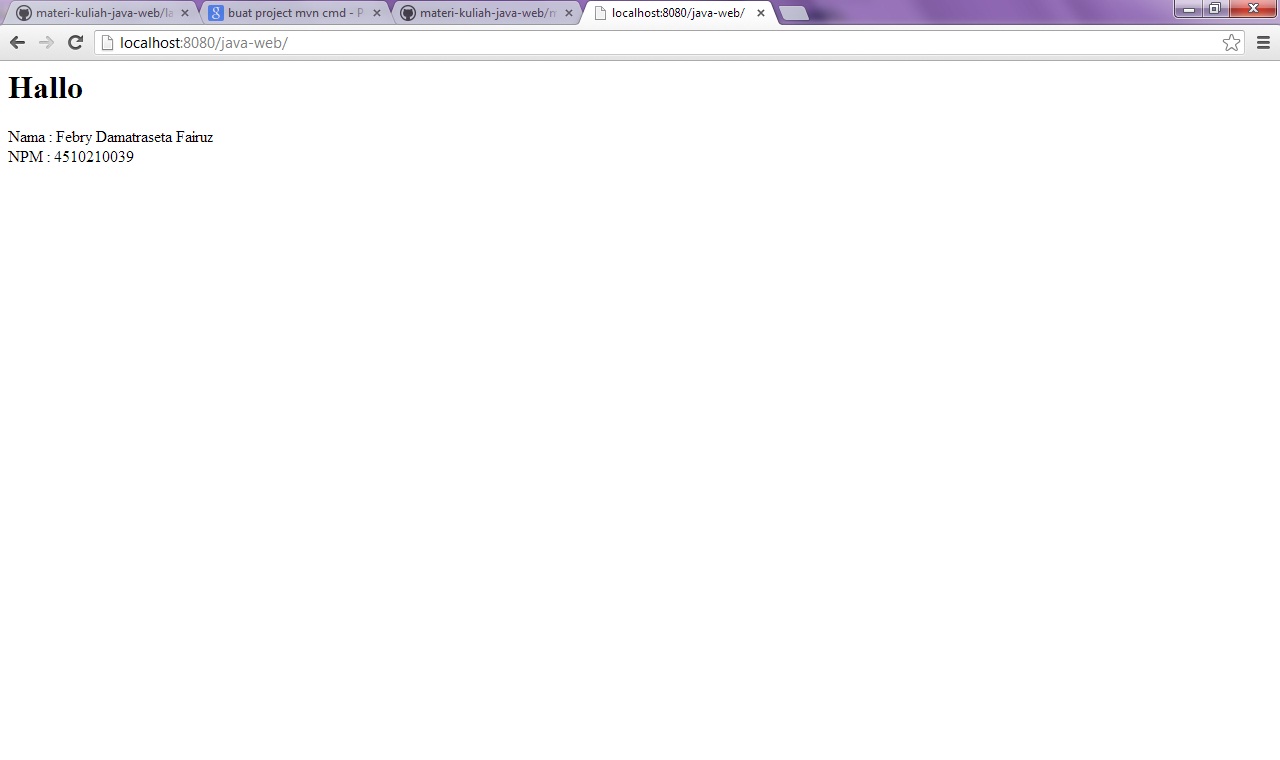 materi-kuliah-java-web/la
buat project mvn cmd - P
materi-kuliah-java-web/m
localhost:8080/java-web/
localhost:8080/java-web/
Hallo
Nama : Febry Damatraseta Fairuz
NPM : 4510210039